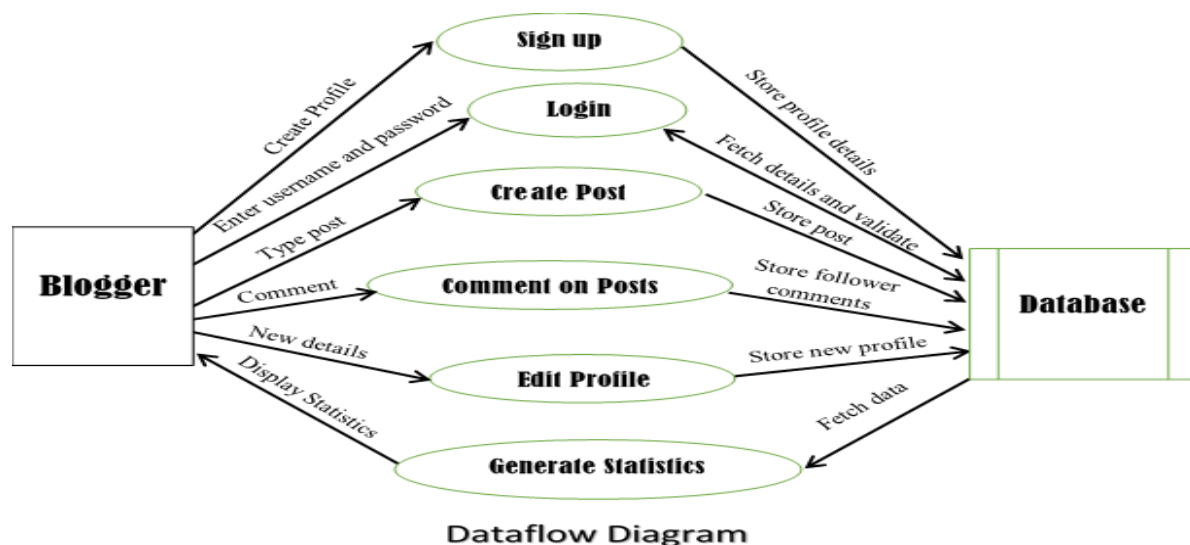 Sign up
Create Profile
Store profile details
Login
Enter username and password
Fetch details and validate
Create Post
Type post
Store post
Blogger
Database
Comment
Comment on Posts
Store follower
comments
New details
Edit Profile
Store new profile
Display Statistics
Generate Statistics
Fetch data
Dataflow Diagram